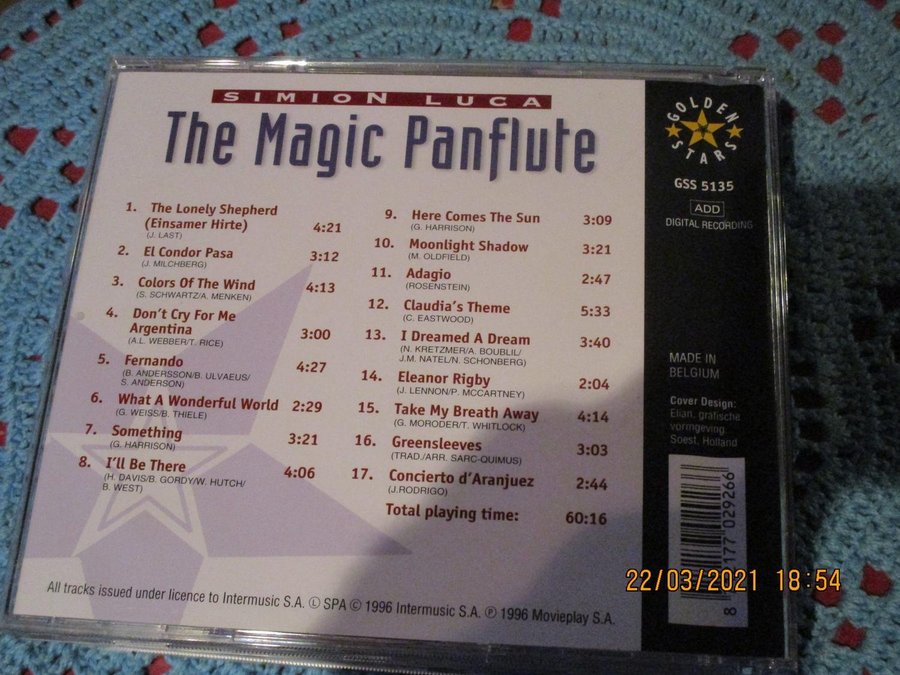 SIMION LUCA
The Magic Panflute
1. The Lonely Shepherd
(Einsamer Hirte) 4:21
(J. LAST)
2. El Condor Pasa 3:12
(J. MILCHBERG)
3. Colors Of The Wind 4:13
(S. SCHWARTZ/A. MENKEN)
4. Don't Cry For Me
Argentina 3:00
(A.L. WEBBER/T. RICE)
5. Fernando 4:27
(B. ANDERSSON/B. ULVAEUS/
S. ANDERSON)
6. What A Wonderful World 2:29
(G. WEISS/B. THIELE)
7. Something 3:21
(G. HARRISON)
8. I'll Be There 4:06
(H. DAVIS/B. GORDY/W. HUTCH/
B. WEST)
9. Here Comes The Sun 3:09
(G. HARRISON)
10. Moonlight Shadow 3:21
(M. OLDFIELD)
11. Adagio 2:47
(ROSENSTEIN)
12. Claudia's Theme 5:33
(C. EASTWOOD)
13. I Dreamed A Dream 3:40
(N. KRETZMER/A. BOUBLIL/
J.M. NATEL/N. SCHONBERG)
14. Eleanor Rigby 2:04
(J. LENNON/P. MCCARTNEY)
15. Take My Breath Away 4:14
(G. MORODER/T. WHITLOCK)
16. Greensleeves 3:03
(TRAD./ARR. SARC-QUIMUS)
17. Concierto d'Aranjuez 2:44
(J.RODRIGO)
Total playing time: 60:16
All tracks issued under licence to Intermusic S.A. Ⓛ SPA © 1996 Intermusic S.A. ℗ 1996 Movieplay S.A.
GOLDEN
STARS
GSS 5135
ADD
DIGITAL RECORDING
MADE IN
BELGIUM
Cover Design:
Elian, grafische
vormgeving,
Soest, Holland
22/03/2021 18:54